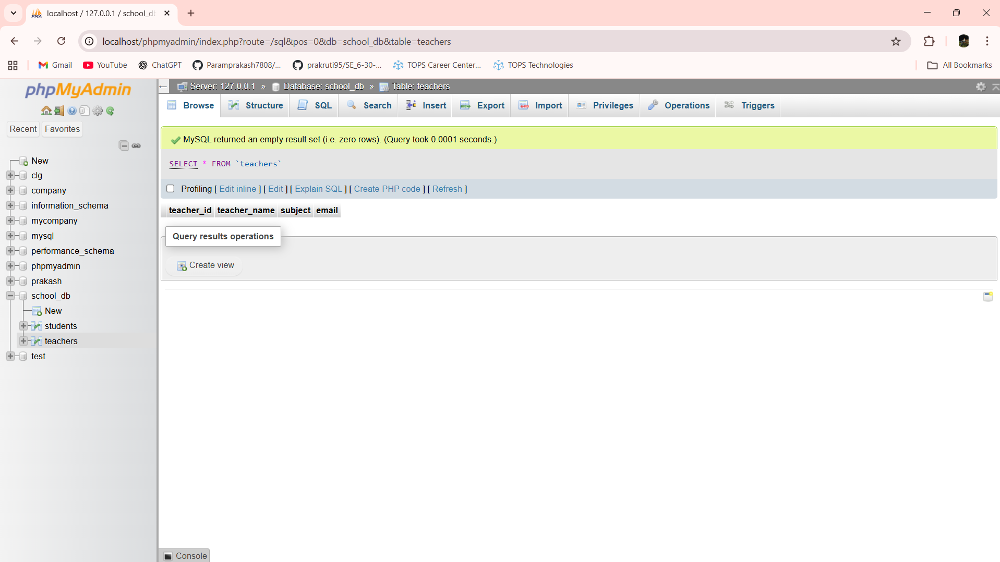 localhost / 127.0.0.1 / school_db
localhost/phpmyadmin/index.php?route=/sql&pos=0&db=school_db&table=teachers
Gmail YouTube ChatGPT Paramprakash7808/... prakruti95/SE_6-30-... TOPS Career Center... TOPS Technologies All Bookmarks
phpMyAdmin
Recent Favorites
New
clg
company
information_schema
mycompany
mysql
performance_schema
phpmyadmin
prakash
school_db
New
students
teachers
test
Server: 127.0.0.1 » Database: school_db » Table: teachers
Browse Structure SQL Search Insert Export Import Privileges Operations Triggers
MySQL returned an empty result set (i.e. zero rows). (Query took 0.0001 seconds.)
SELECT * FROM `teachers`
Profiling [ Edit inline ] [ Edit ] [ Explain SQL ] [ Create PHP code ] [ Refresh ]
teacher_id teacher_name subject email
Query results operations
Create view
Console